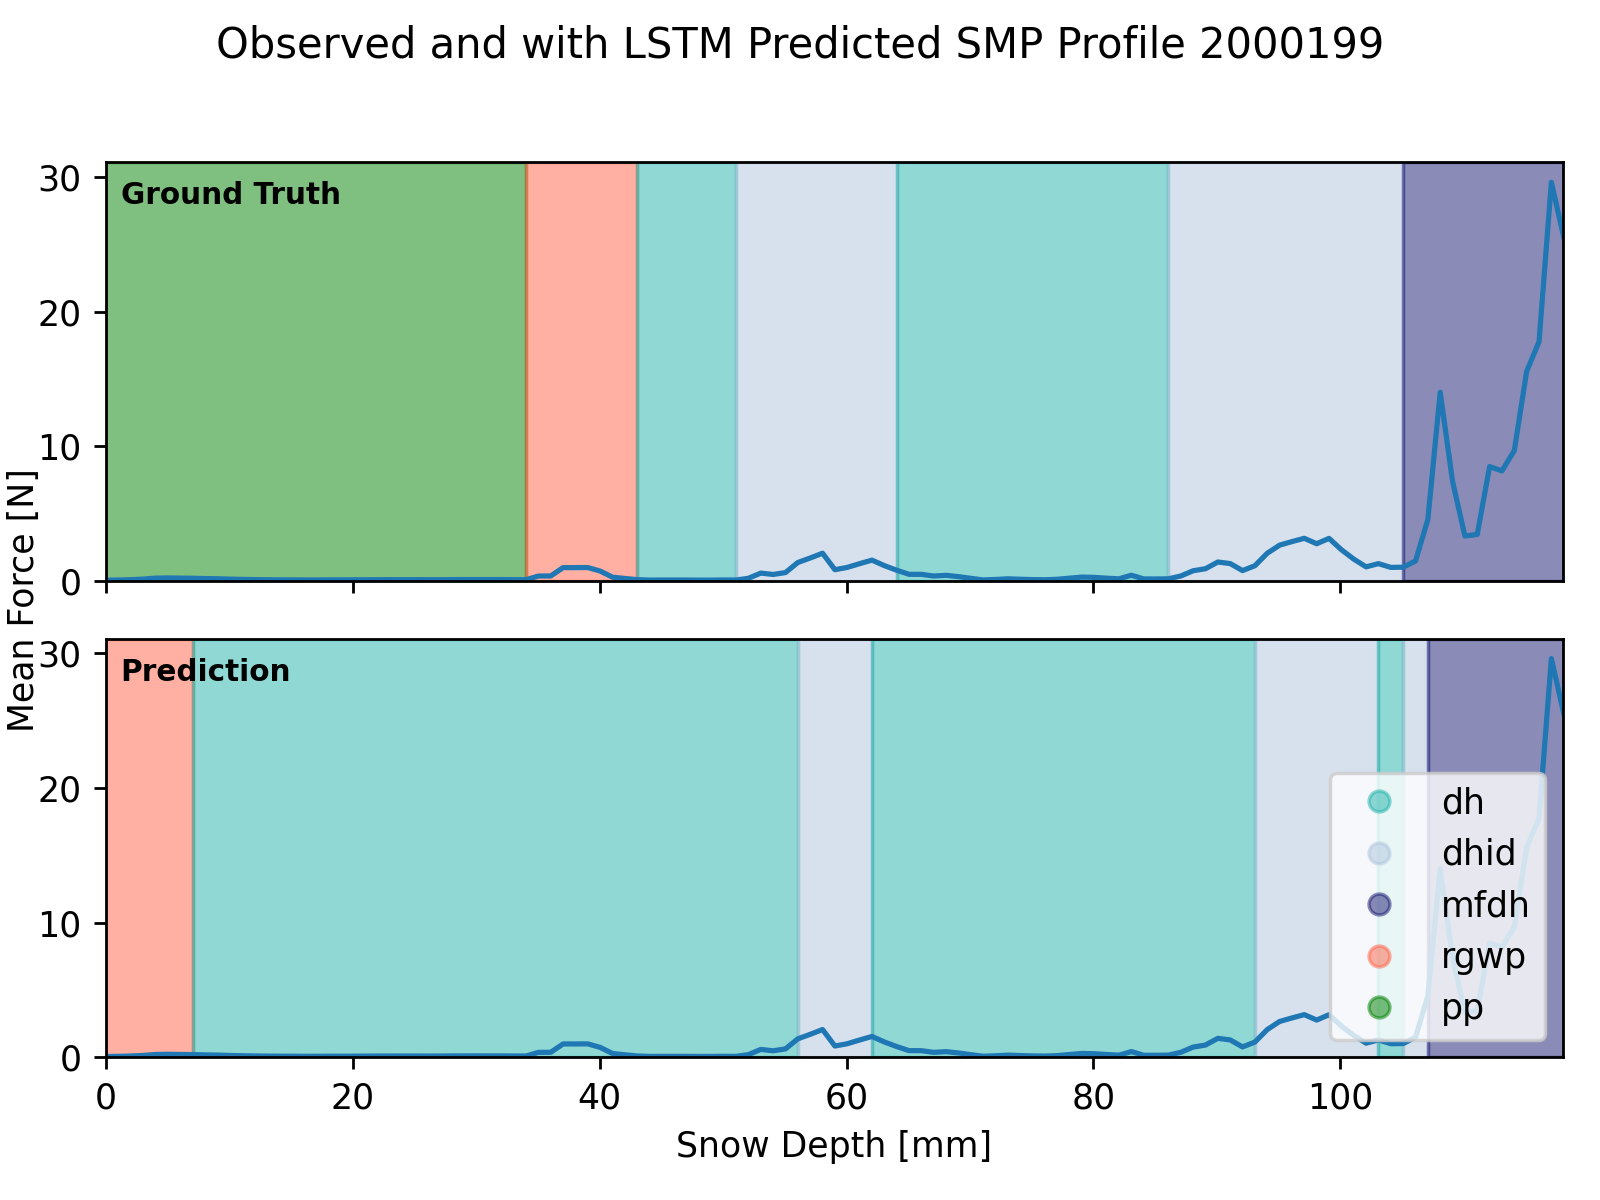 Observed and with LSTM Predicted SMP Profile 2000199
Ground Truth
30
20
10
0
Mean Force [N]
Prediction
30
20
10
0
dh
dhid
mfdh
rgwp
pp
0 20 40 60 80 100
Snow Depth [mm]